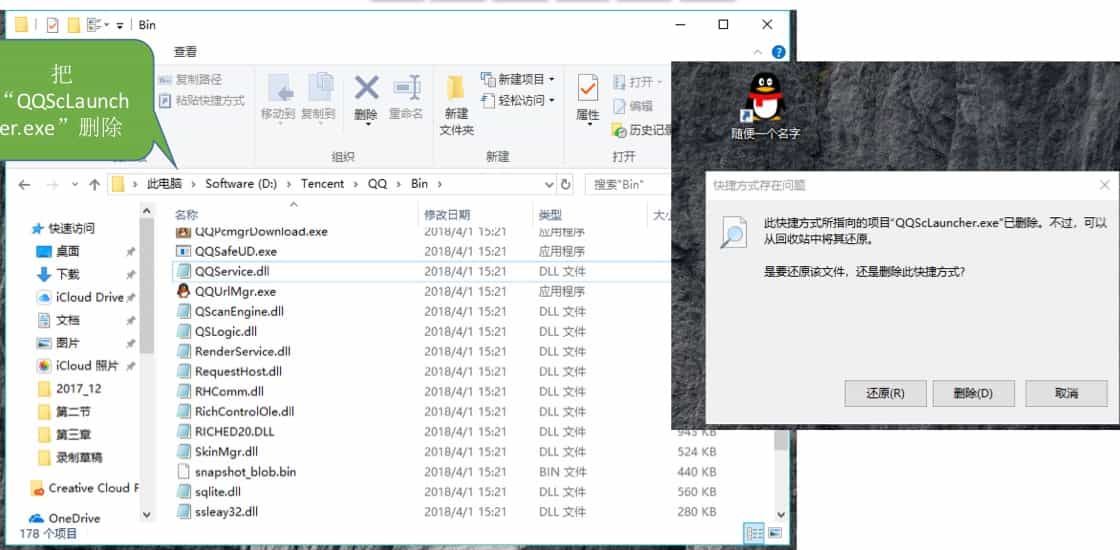 Bin
查看
把
“QQScLaunch
er.exe”删除
复制路径
粘贴快捷方式
移动到
复制到
删除
重命名
新建
文件夹
新建项目
轻松访问
属性
打开
编辑
历史记录
组织
新建
打开
此电脑 › Software (D:) › Tencent › QQ › Bin ›
搜索"Bin"
名称 修改日期 类型 大小
快速访问
桌面
下载
iCloud Drive
文档
图片
iCloud 照片
2017_12
第二节
第三章
录制草稿
Creative Cloud F
OneDrive
QQPcmgrDownload.exe 2018/4/1 15:21 应用程序
QQSafeUD.exe 2018/4/1 15:21 应用程序
QQService.dll 2018/4/1 15:21 DLL 文件
QQUrlMgr.exe 2018/4/1 15:21 应用程序
QScanEngine.dll 2018/4/1 15:21 DLL 文件
QSLogic.dll 2018/4/1 15:21 DLL 文件
RenderService.dll 2018/4/1 15:21 DLL 文件
RequestHost.dll 2018/4/1 15:21 DLL 文件
RHComm.dll 2018/4/1 15:21 DLL 文件
RichControlOle.dll 2018/4/1 15:21 DLL 文件
RICHED20.DLL 2018/4/1 15:21 DLL 文件 943 KB
SkinMgr.dll 2018/4/1 15:21 DLL 文件 524 KB
snapshot_blob.bin 2018/4/1 15:21 BIN 文件 440 KB
sqlite.dll 2018/4/1 15:21 DLL 文件 560 KB
ssleay32.dll 2018/4/1 15:21 DLL 文件 280 KB
178 个项目
随便一个名字
快捷方式存在问题
此快捷方式所指向的项目"QQScLauncher.exe"已删除。不过，可以
从回收站中将其还原。
是要还原该文件，还是删除此快捷方式?
还原(R) 删除(D) 取消